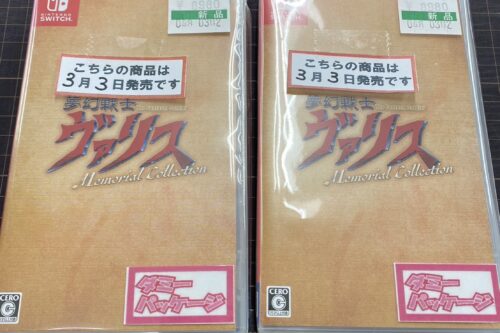 NINTENDO
SWITCH
新品
こちらの商品は
3月3日発売です
夢幻戦士
ヴァリス
Memorial Collection
CERO
C
ダミー
パッケージ
新品
こちらの商品は
3月3日発売です
夢幻戦士
ヴァリス
Memorial Collection
CERO
C
ダミー
パッケージ